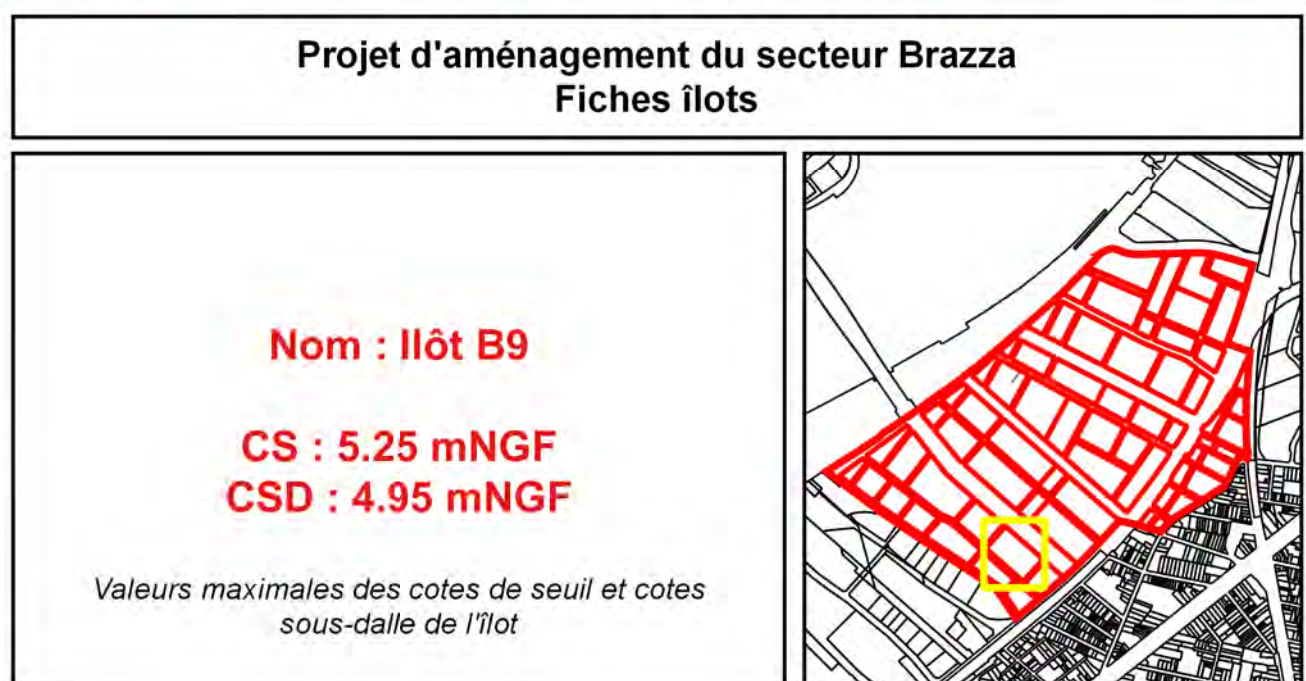 Projet d'aménagement du secteur Brazza
Fiches îlots
Nom : Ilôt B9
CS : 5.25 mNGF
CSD : 4.95 mNGF
Valeurs maximales des cotes de seuil et cotes
sous-dalle de l'îlot